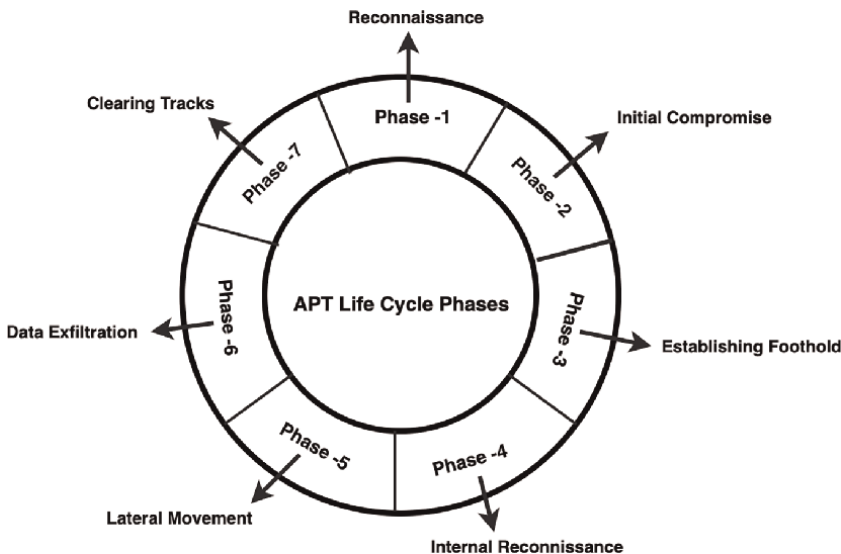 Reconnaissance
Phase -1
Initial Compromise
Phase -2
Establishing Foothold
Phase -3
Internal Reconnissance
Phase -4
Lateral Movement
Phase -5
Data Exfiltration
Phase -6
Clearing Tracks
Phase -7
APT Life Cycle Phases